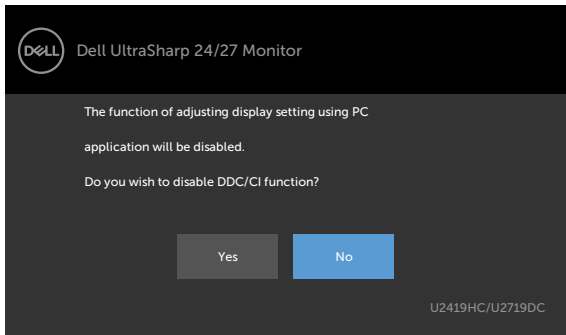 DELL
Dell UltraSharp 24/27 Monitor
The function of adjusting display setting using PC
application will be disabled.
Do you wish to disable DDC/CI function?
Yes
No
U2419HC/U2719DC